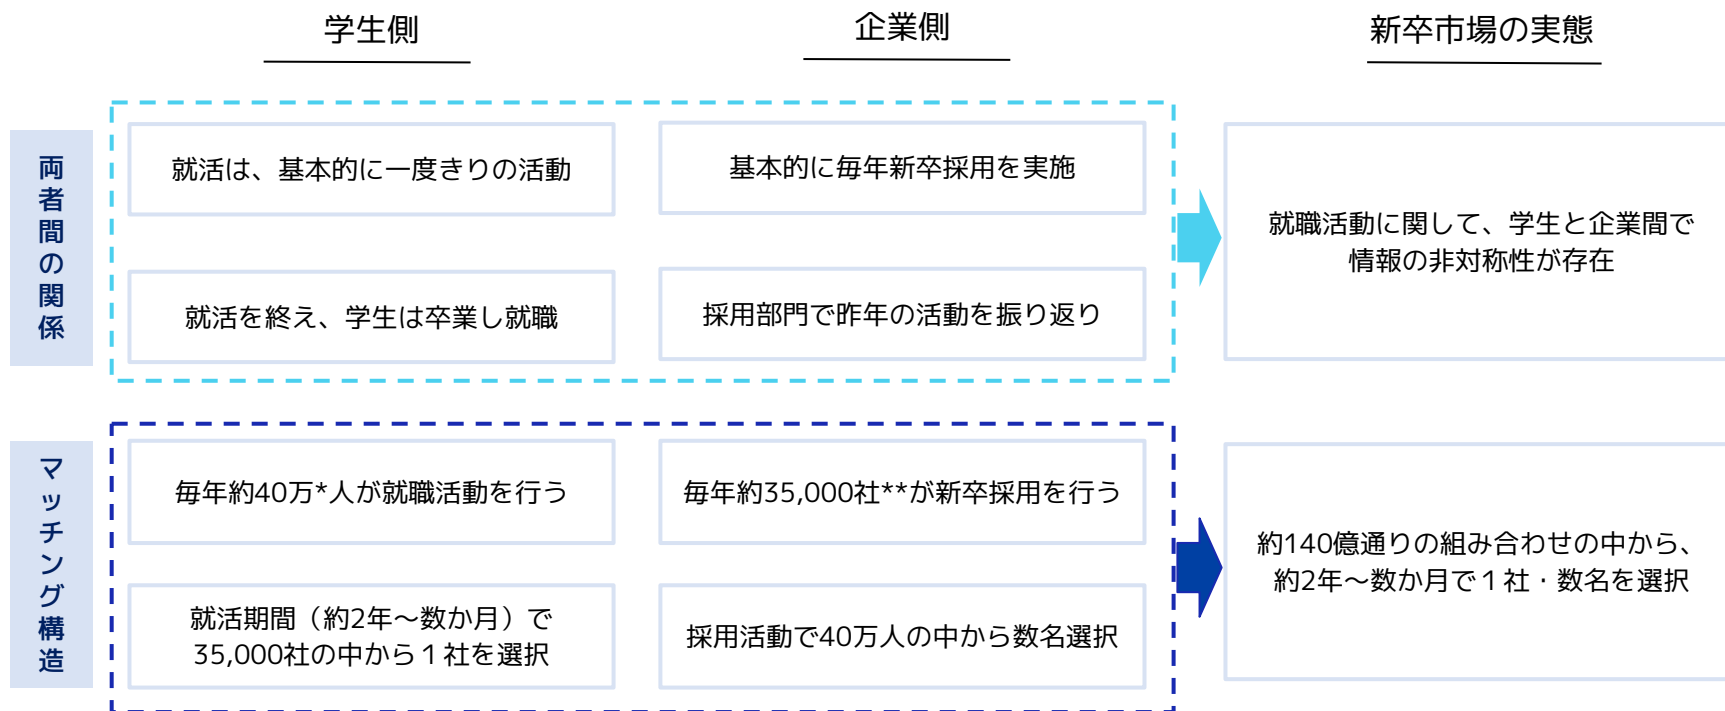 学生側
企業側
新卒市場の実態
両者間の関係
就活は、基本的に一度きりの活動
基本的に毎年新卒採用を実施
就活を終え、学生は卒業し就職
採用部門で昨年の活動を振り返り
就職活動に関して、学生と企業間で
情報の非対称性が存在
マッチング構造
毎年約40万*人が就職活動を行う
毎年約35,000社**が新卒採用を行う
就活期間（約2年～数か月）で
35,000社の中から１社を選択
採用活動で40万人の中から数名選択
約140億通りの組み合わせの中から、
約2年～数か月で１社・数名を選択